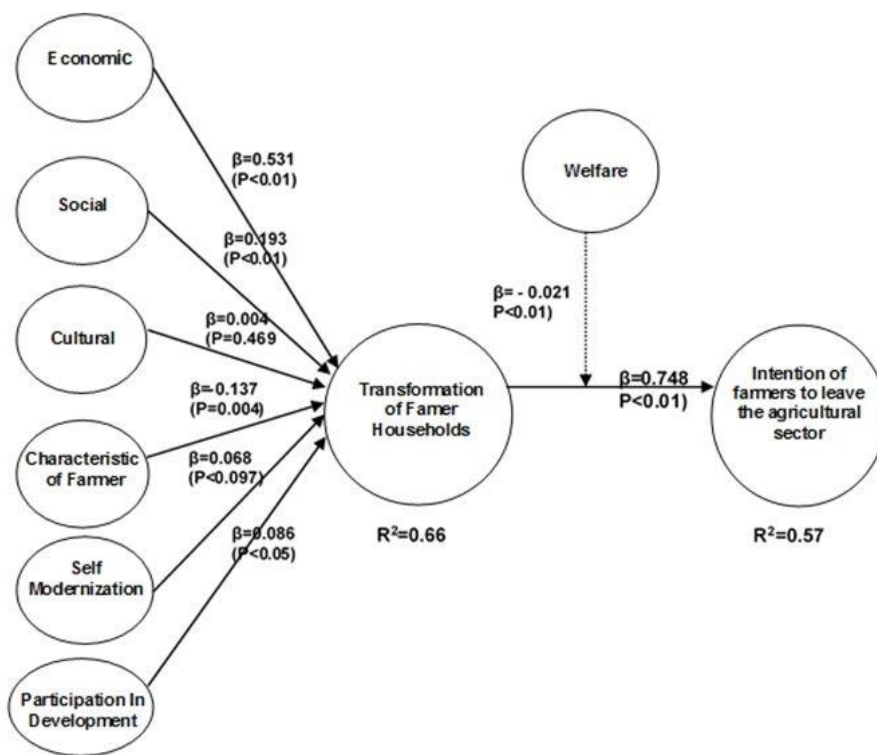 Economic
β=0.531
(P<0.01)
Welfare
Social
β=0.193
(P<0.01)
β= - 0.021
P<0.01)
Cultural
β=0.004
(P=0.469
β=-0.137
(P=0.004)
Transformation
of Famer
Households
β=0.748
P<0.01)
Intention of
farmers to leave
the agricultural
sector
Characteristic
of Farmer
β=0.068
(P<0.097)
R²=0.66
R²=0.57
β=0.086
(P<0.05)
Self
Modernization
Participation In
Development